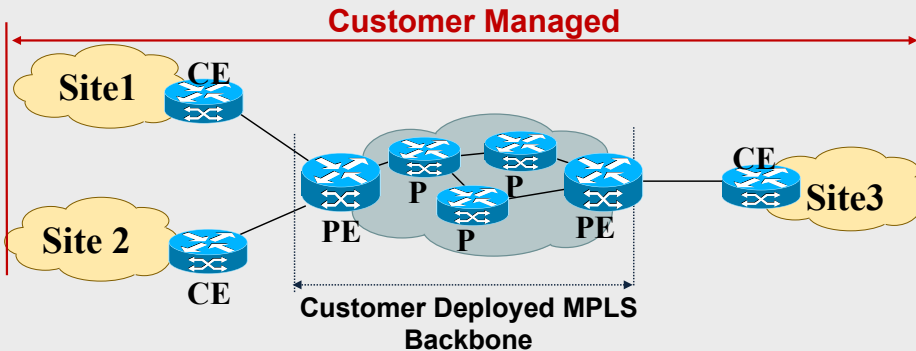 Customer Managed
CE
Site1
CE
P
P
Site3
PE
P
PE
Site 2
CE
Customer Deployed MPLS
Backbone